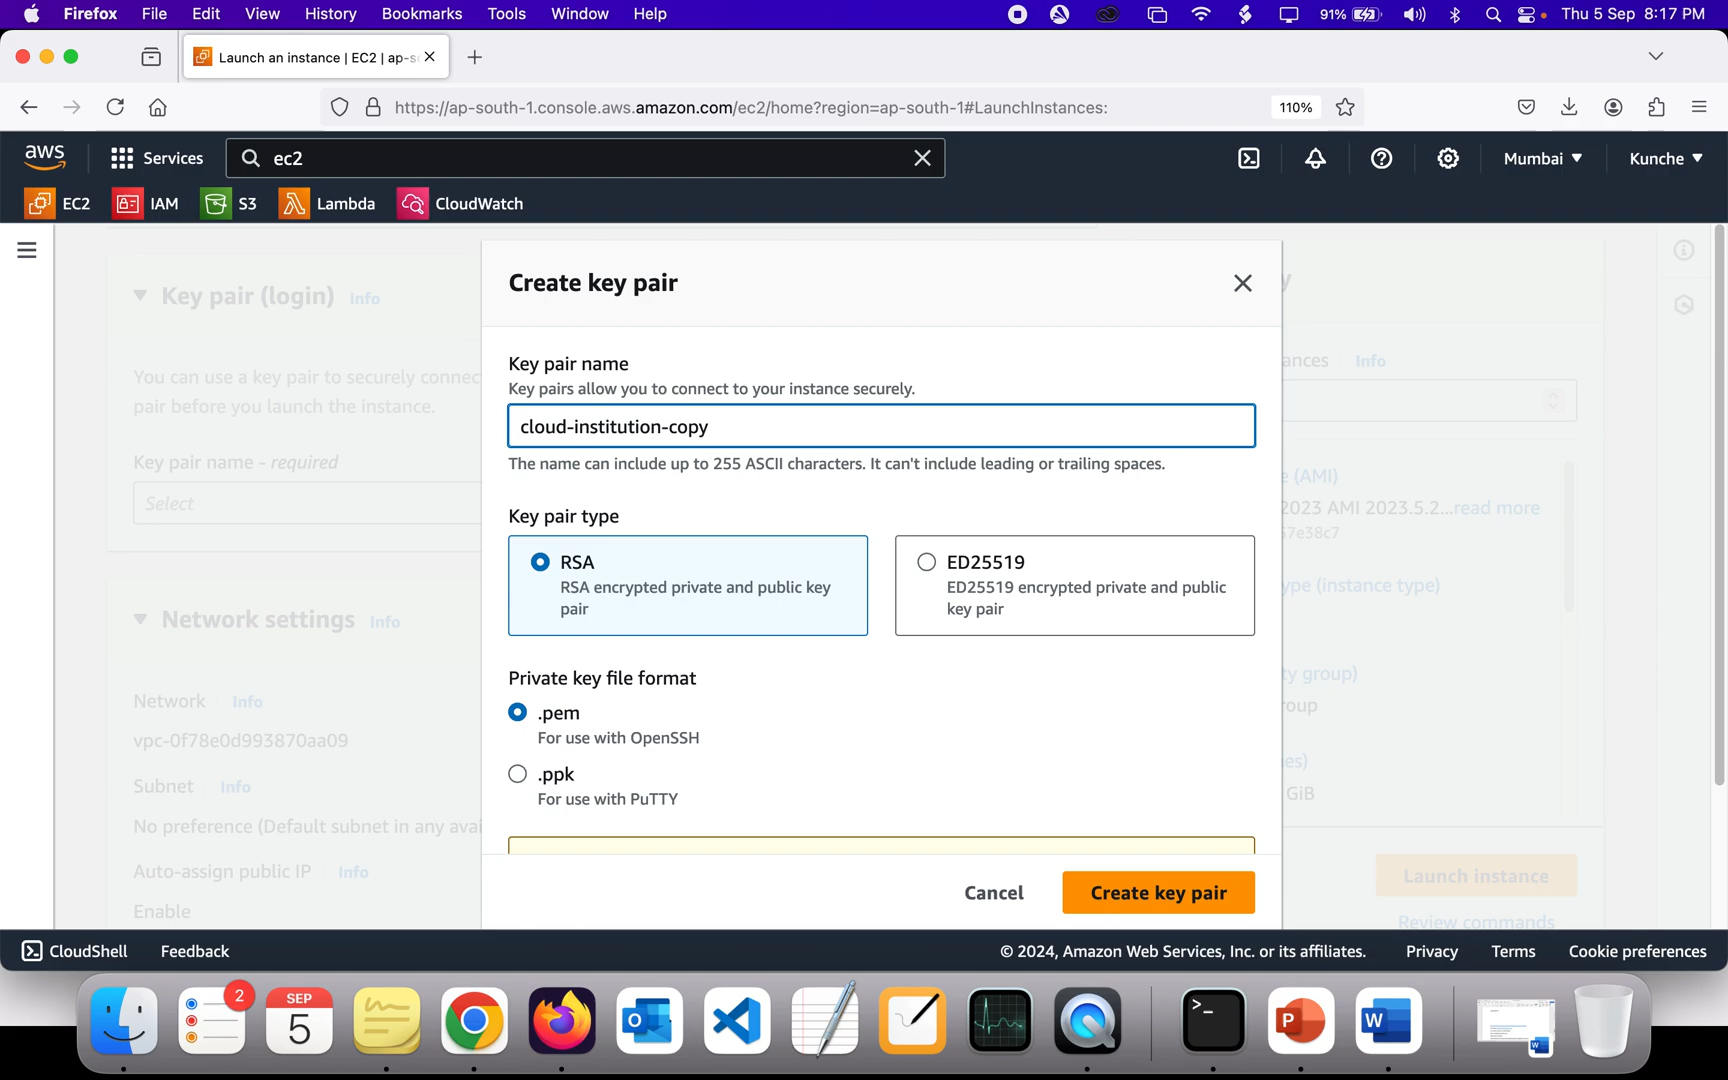 Firefox File Edit View History Bookmarks Tools Window Help 91% Thu 5 Sep 8:17 PM
Launch an instance | EC2 | ap-s
https://ap-south-1.console.aws.amazon.com/ec2/home?region=ap-south-1#LaunchInstances: 110%
aws Services ec2 Mumbai Kunche
EC2 IAM S3 Lambda CloudWatch
Create key pair
Key pair (login) Info
You can use a key pair to securely connec
pair before you launch the instance.
Key pair name - required
Select
Network settings Info
Network Info
vpc-0f78e0d993870aa09
Subnet Info
No preference (Default subnet in any avai
Auto-assign public IP Info
Enable
Key pair name
Key pairs allow you to connect to your instance securely.
cloud-institution-copy
The name can include up to 255 ASCII characters. It can't include leading or trailing spaces.
Key pair type
RSA
RSA encrypted private and public key
pair
ED25519
ED25519 encrypted private and public
key pair
Private key file format
.pem
For use with OpenSSH
.ppk
For use with PuTTY
Cancel Create key pair
y
ances Info
e (AMI)
2023 AMI 2023.5.2...read more
57e38c7
ype (instance type)
ty group)
oup
es)
GiB
Launch instance
Review commands
CloudShell Feedback © 2024, Amazon Web Services, Inc. or its affiliates. Privacy Terms Cookie preferences
2
SEP
5